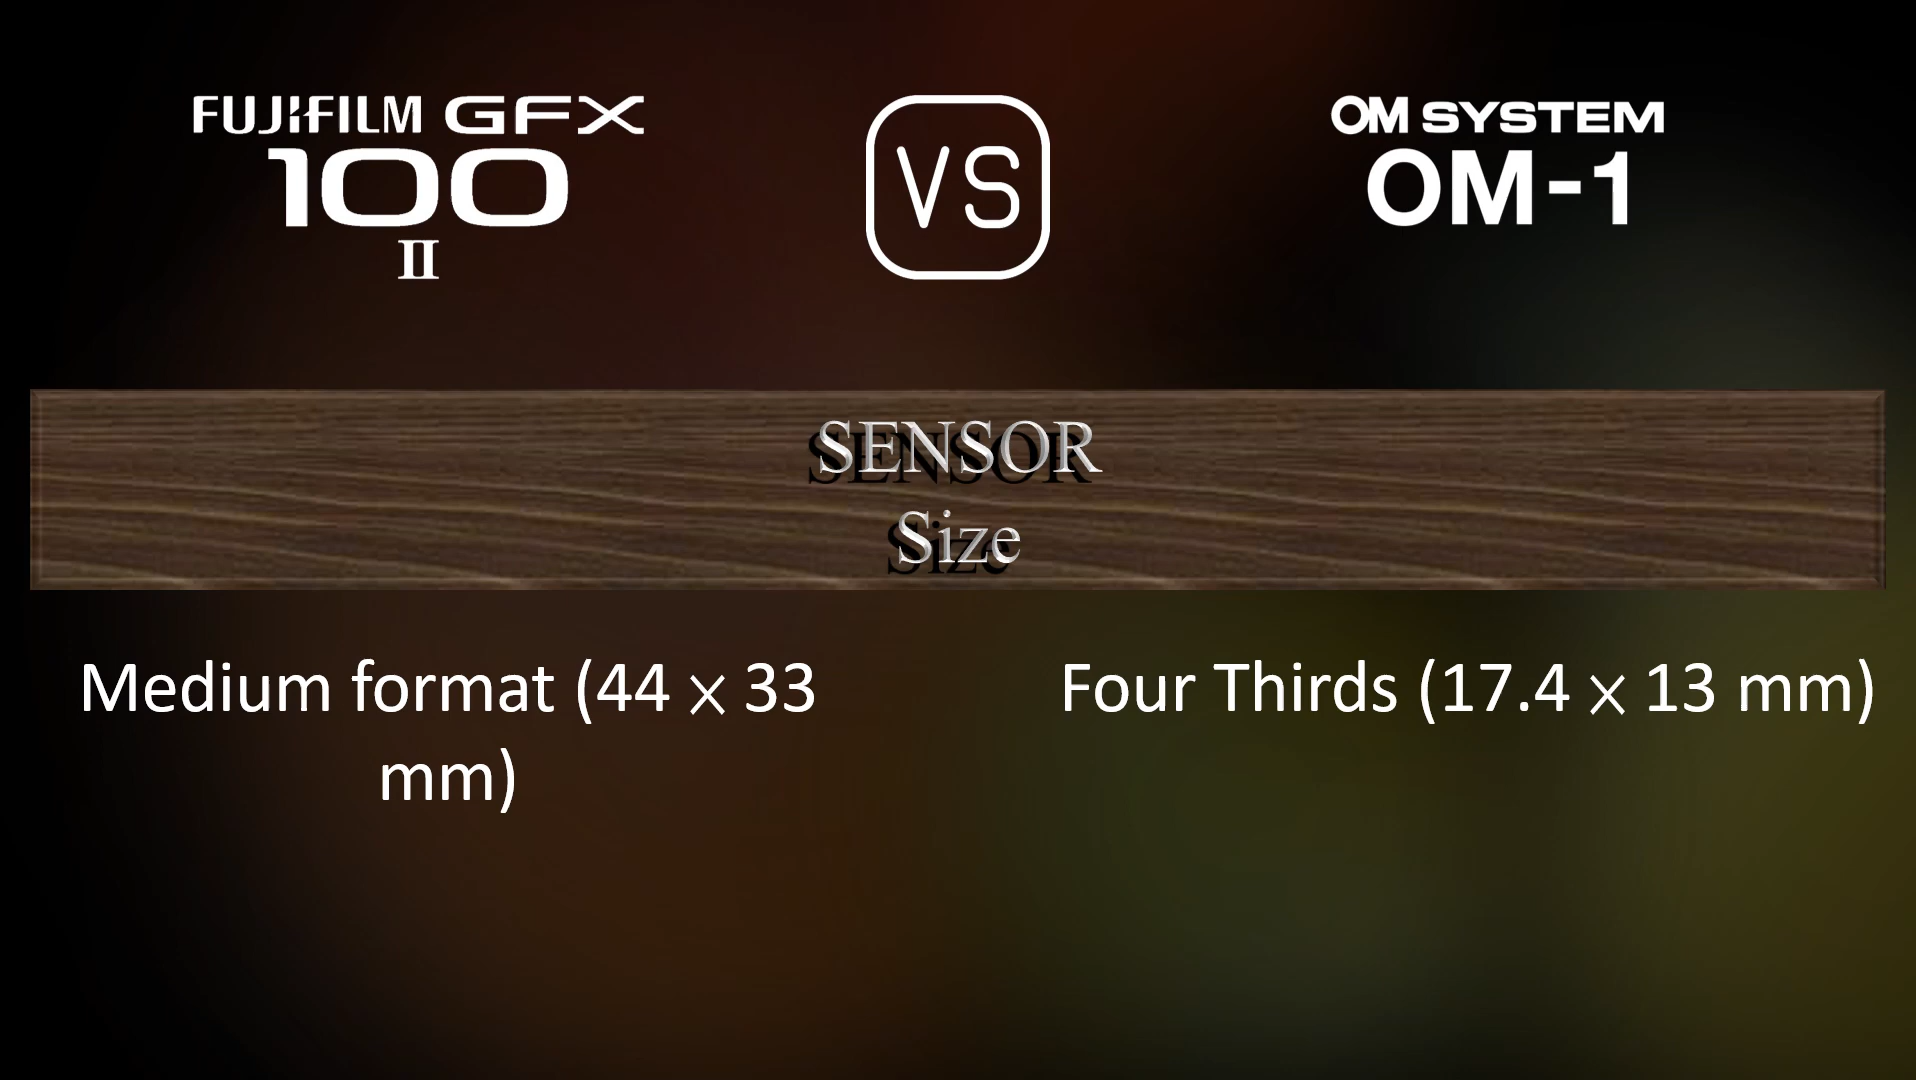 FUJIFILM GFX
100
II
VS
OM SYSTEM
OM-1
SENSOR
Size
Medium format (44 x 33
mm)
Four Thirds (17.4 x 13 mm)